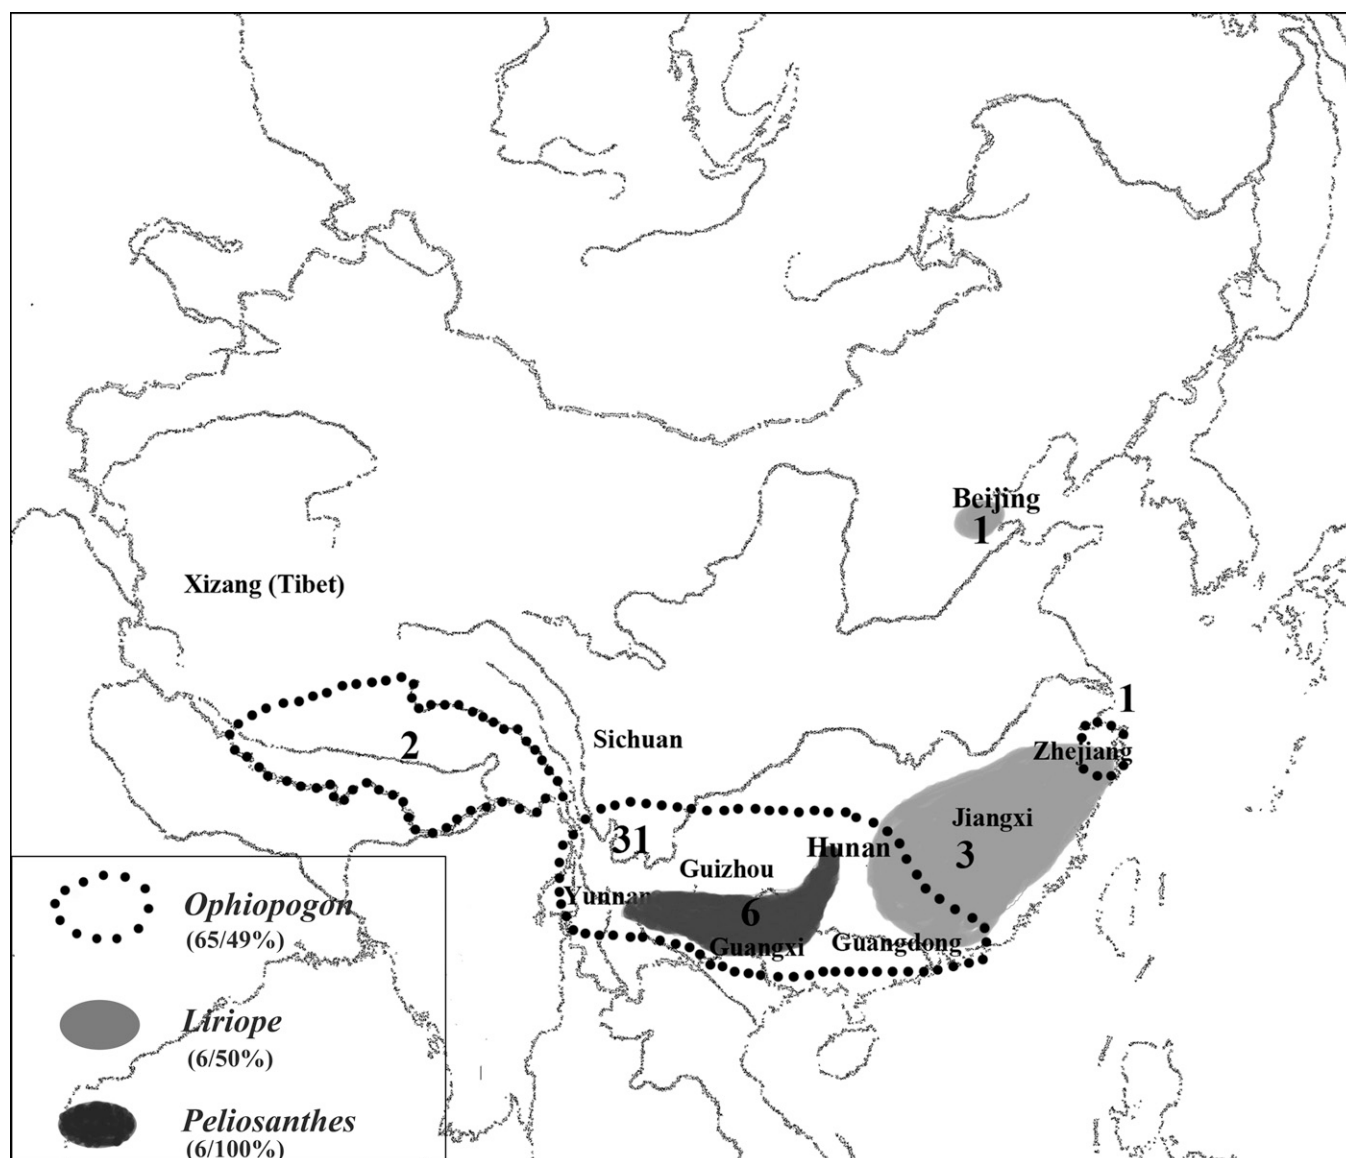 Beijing
1
Xizang (Tibet)
1
Sichuan
2
Zhejiang
Jiangxi
31
Hunan
3
Guizhou
Yunnan
6
Guangxi
Guangdong
Ophiopogon
(65/49%)
Liriope
(6/50%)
Peliosanthes
(6/100%)